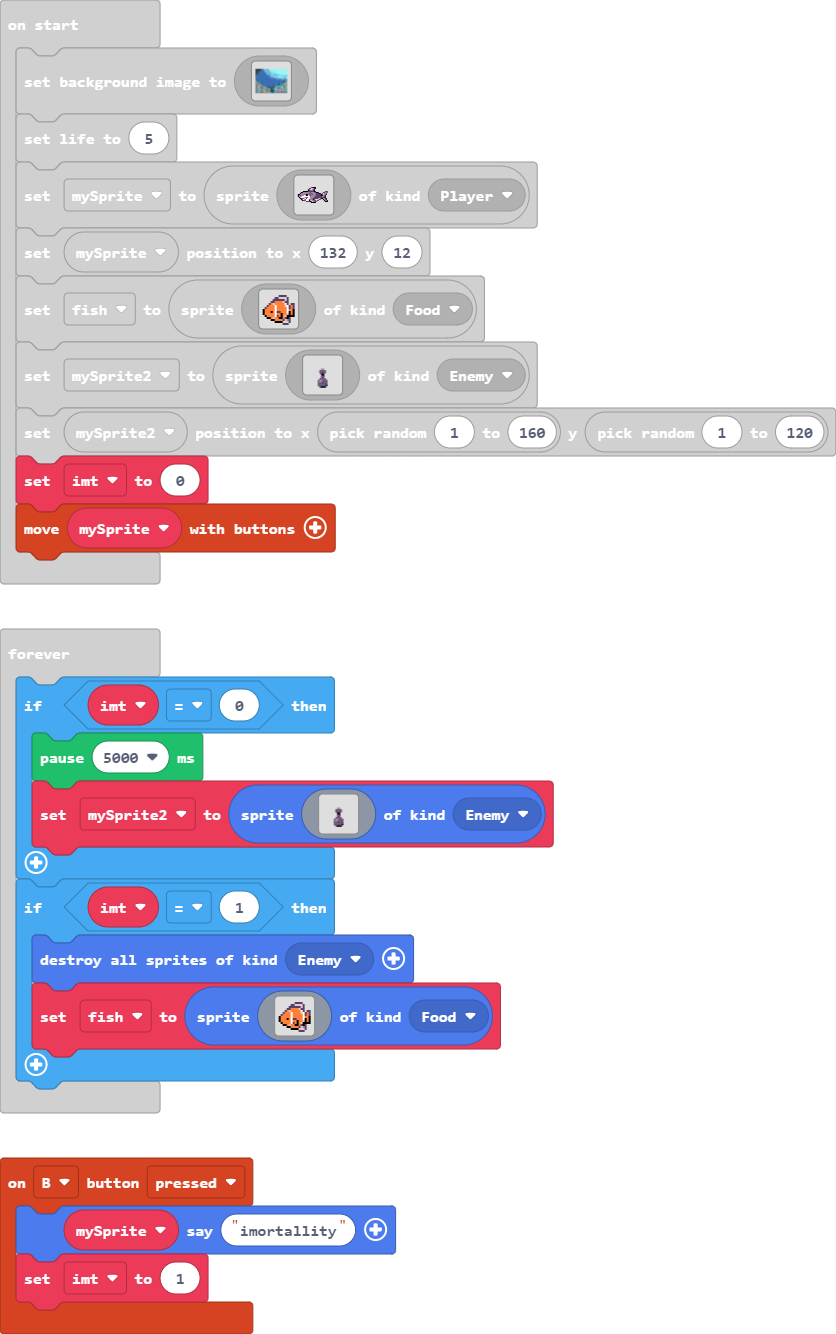 on start
set background image to
set life to 5
set mySprite to sprite of kind Player
set mySprite position to x 132 y 12
set fish to sprite of kind Food
set mySprite2 to sprite of kind Enemy
set mySprite2 position to x pick random 1 to 160 y pick random 1 to 120
set imt to 0
move mySprite with buttons
forever
if imt = 0 then
pause 5000 ms
set mySprite2 to sprite of kind Enemy
if imt = 1 then
destroy all sprites of kind Enemy
set fish to sprite of kind Food
on B button pressed
mySprite say "imortallity"
set imt to 1